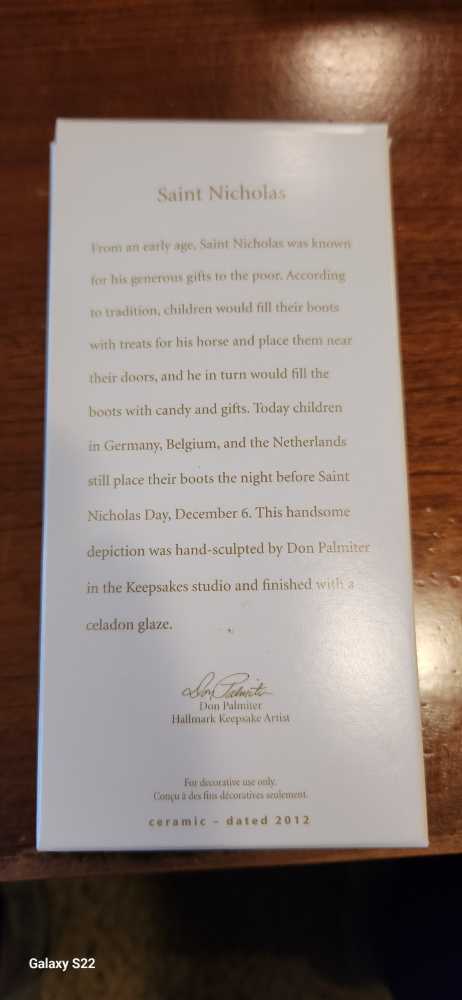 Saint Nicholas
From an early age, Saint Nicholas was known
for his generous gifts to the poor. According
to tradition, children would fill their boots
with treats for his horse and place them near
their doors, and he in turn would fill the
boots with candy and gifts. Today children
in Germany, Belgium, and the Netherlands
still place their boots the night before Saint
Nicholas Day, December 6. This handsome
depiction was hand-sculpted by Don Palmiter
in the Keepsakes studio and finished with a
celadon glaze.
Don Palmiter
Don Palmiter
Hallmark Keepsake Artist
For decorative use only.
Conçu à des fins décoratives seulement.
ceramic – dated 2012
Galaxy S22